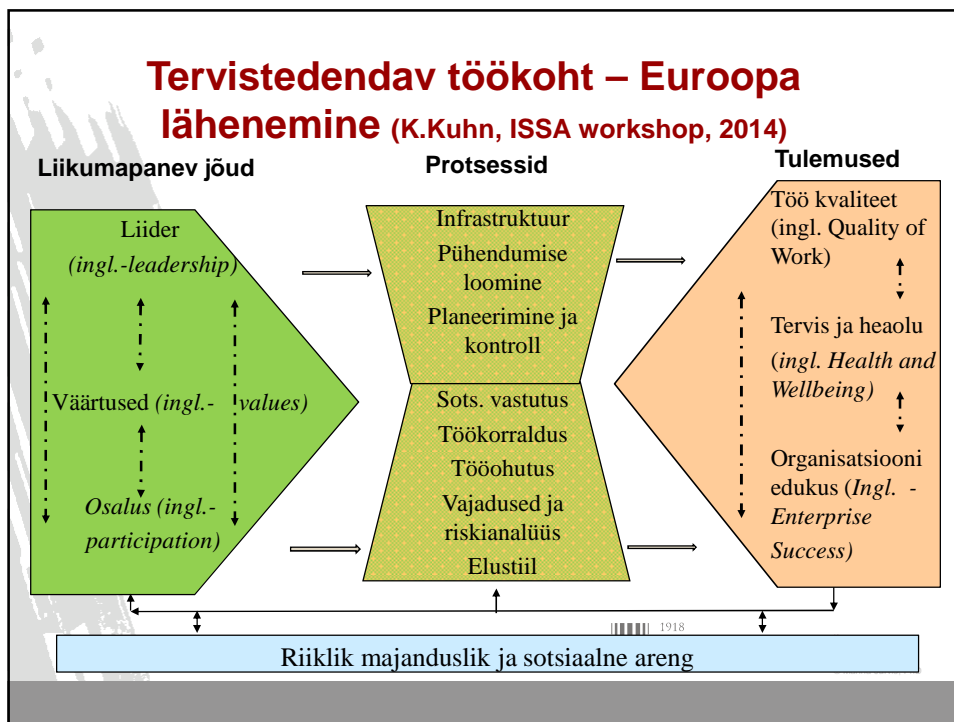 Tervistedendav töökoht – Euroopa
lähenemine (K.Kuhn, ISSA workshop, 2014)
Liikumapanev jõud
Protsessid
Tulemused
Liider
(ingl.-leadership)
Väärtused (ingl.- values)
Osalus (ingl.-
participation)
Infrastruktuur
Pühendumise
loomine
Planeerimine ja
kontroll
Sots. vastutus
Töökorraldus
Tööohutus
Vajadused ja
riskianalüüs
Elustiil
Töö kvaliteet
(ingl. Quality of
Work)
Tervis ja heaolu
(ingl. Health and
Wellbeing)
Organisatsiooni
edukus (Ingl. -
Enterprise
Success)
1918
Riiklik majanduslik ja sotsiaalne areng